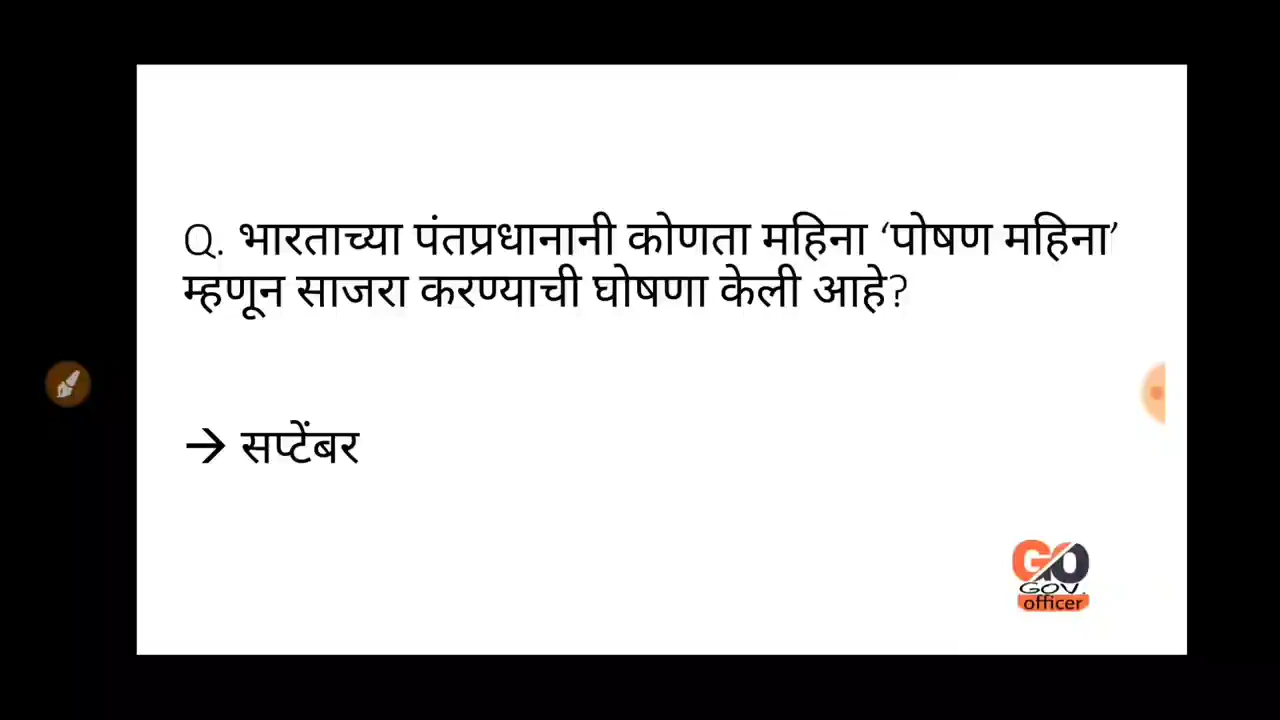 Q. भारताच्या पंतप्रधानानी कोणता महिना ‘पोषण महिना’
म्हणून साजरा करण्याची घोषणा केली आहे?
→ सप्टेंबर
GO
GOV.
officer